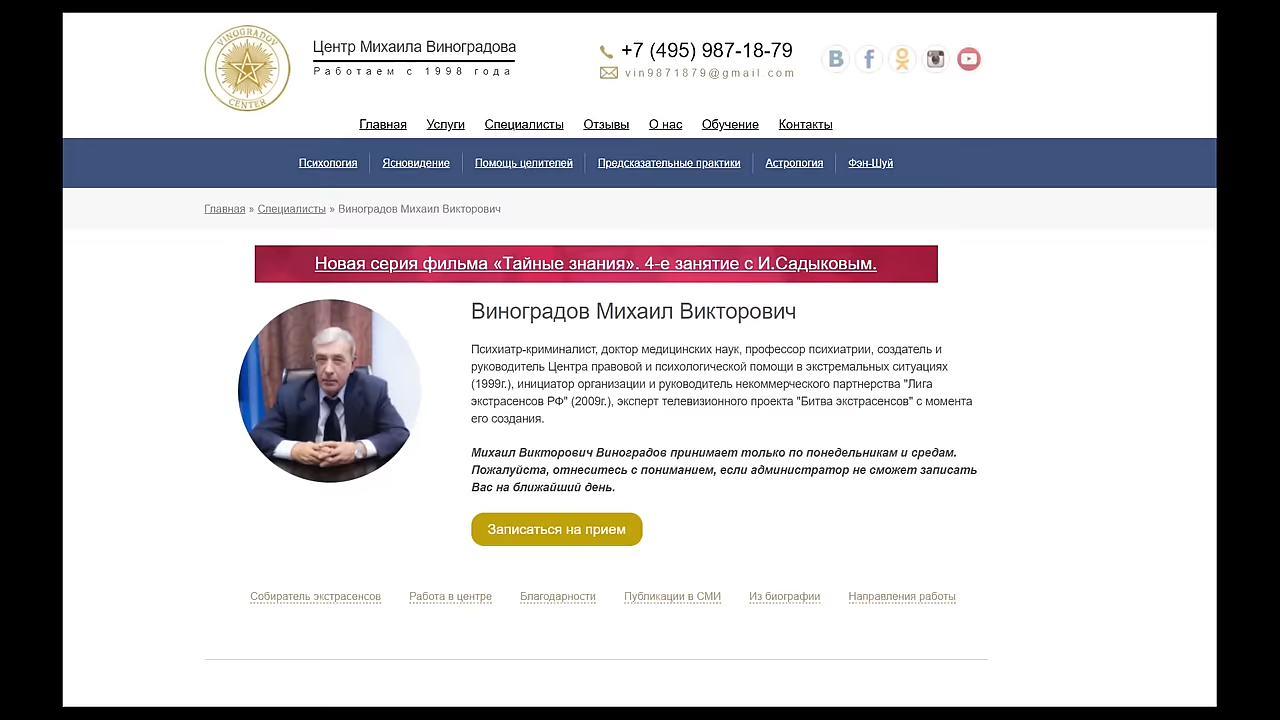 VINOGRADOV
CENTER
Центр Михаила Виноградова
Работаем с 1998 года
+7 (495) 987-18-79
vin9871879@gmail com
Главная Услуги Специалисты Отзывы О нас Обучение Контакты
Психология Ясновидение Помощь целителей Предсказательные практики Астрология Фэн-Шуй
Главная » Специалисты » Виноградов Михаил Викторович
Новая серия фильма «Тайные знания». 4-е занятие с И.Садыковым.
Виноградов Михаил Викторович
Психиатр-криминалист, доктор медицинских наук, профессор психиатрии, создатель и
руководитель Центра правовой и психологической помощи в экстремальных ситуациях
(1999г.), инициатор организации и руководитель некоммерческого партнерства "Лига
экстрасенсов РФ" (2009г.), эксперт телевизионного проекта "Битва экстрасенсов" с момента
его создания.
Михаил Викторович Виноградов принимает только по понедельникам и средам.
Пожалуйста, отнеситесь с пониманием, если администратор не сможет записать
Вас на ближайший день.
Записаться на прием
Собиратель экстрасенсов Работа в центре Благодарности Публикации в СМИ Из биографии Направления работы